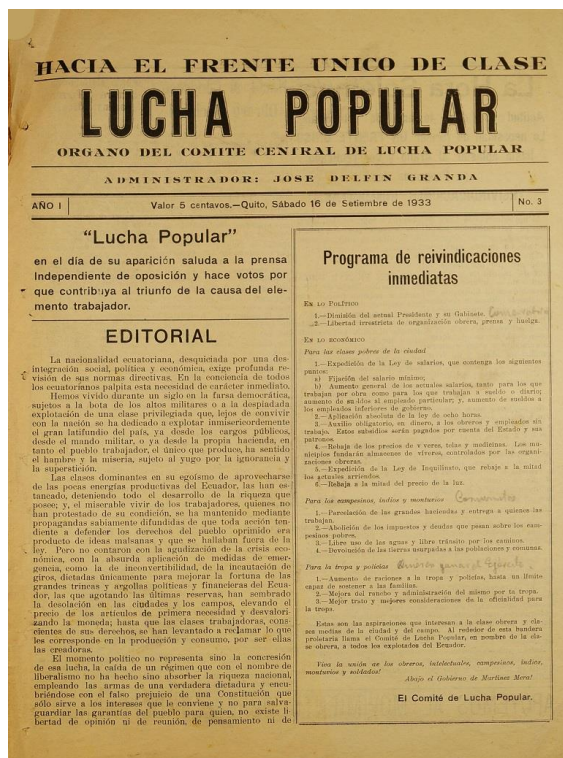 HACIA EL FRENTE UNICO DE CLASE
LUCHA POPULAR
ORGANO DEL COMITE CENTRAL DE LUCHA POPULAR
ADMINISTRADOR: JOSE DELFIN GRANDA
AÑO I
Valor 5 centavos.—Quito, Sábado 16 de Setiembre de 1933
No. 3
"Lucha Popular"
en el día de su aparición saluda a la prensa
Independiente de oposición y hace votos por
que contribuya al triunfo de la causa del ele-
mento trabajador.
EDITORIAL
La nacionalidad ecuatoriana, desquiciada por una des-
integración social, política y económica, exige profunda re-
visión de sus normas directivas. En la conciencia de todos
los ecuatorianos palpita esta necesidad de carácter inmediato.
Hemos vivido durante un siglo en la farsa democrática,
sujetos a la bota de los altos militares o a la despiadada
explotación de una clase privilegiada que, lejos de convivir
con la nación se ha dedicado a explotar inmisericordemente
el gran latifundio del país, ya desde los cargos públicos,
desde el mando militar, o ya desde la propia hacienda, en
tanto el pueblo trabajador, el único que produce, ha sentido
el hambre y la miseria, sujeto al yugo por la ignorancia y
la superstición.
Las clases dominantes en su egoismo de aprovecharse
de las pocas energías productivas del Ecuador, las han es-
tancado, deteniendo todo el desarrollo de la riqueza que
posee; y, el miserable vivir de los trabajadores, quienes no
han protestado de su condición, se ha mantenido mediante
propagandas sabiamente difundidas de que toda acción ten-
diente a defender los derechos del pueblo oprimido era
producto de ideas malsanas y que se hallaban fuera de la
ley. Pero no contaron con la agudización de la crisis eco-
nómica, con la absurda aplicación de medidas de emer-
gencia, como la de inconvertibilidad, de la incautación de
giros, dictadas únicamente para mejorar la fortuna de las
grandes trincas y argollas políticas y financieras del Ecua-
dor, las que agotando las últimas reservas, han sembrado
la desolación en las ciudades y los campos, elevando el
precio de los artículos de primera necesidad y desvalori-
zando la moneda; hasta que las clases trabajadoras, cons-
cientes de sus derechos, se han levantado a reclamar lo que
les corresponde en la producción y consumo, por ser ellas
las creadoras.
El momento político no representa sino la concresión
de esa lucha, la caída de un régimen que con el nombre de
liberalismo no ha hecho sino absorber la riqueza nacional,
empleando las armas de una verdadera dictadura y encu-
briéndose con el falso prejuicio de una Constitución que
sólo sirve a los intereses que le conviene y no para salva-
guardiar las garantías del pueblo para quien, no existe li-
bertad de opinión ni de reunión, de pensamiento ni de
Programa de reivindicaciones
inmediatas
EN LO POLÍTICO
1.—Dimisión del actual Presidente y su Gabinete.
2.—Libertad irrestricta de organización obrera, prensa y huelga.
EN LO ECONÓMICO
Para las clases pobres de la ciudad
1.—Expedición de la Ley de salarios, que contenga los siguientes
puntos:
a) Fijación del salario mínimo;
b) Aumento general de los actuales salarios, tanto para los que
trabajan por obra como para los que trabajan a sueldo o diario;
aumento de sueldos al empleado particular; y, aumento de sueldos a
los empleados inferiores de gobierno.
2.—Aplicación absoluta de la ley de ocho horas.
3.—Auxilio obligatorio, en dinero, a los obreros y empleados sin
trabajo. Estos subsidios serán pagados por cuenta del Estado y sus
patronos.
4.—Rebaja de los precios de víveres, telas y medicinas. Los mu-
nicipios fundarán almacenes de víveres, controlados por las organi-
zaciones obreras.
5.—Expedición de la Ley de Inquilinato, que rebaje a la mitad
los actuales arriendos.
6.—Rebaja a la mitad del precio de la luz.
Para los campesinos, indios y montuvios
1.—Parcelación de las grandes haciendas y entrega a quienes las
trabajan.
2.—Abolición de los impuestos y deudas que pesan sobre los cam-
pesinos pobres.
3.—Libre uso de las aguas y libre tránsito por los caminos.
4.—Devolución de las tierras usurpadas a las poblaciones y comunas.
Para la tropa y policías
1.—Aumento de raciones a la tropa y policías, hasta un límite
capaz de sostener a las familias.
2.—Mejora del rancho y administración del mismo por la tropa.
3.—Mejor trato y mejores consideraciones de la oficialidad para
la tropa.
Estas son las aspiraciones que interesan a la clase obrera y cla-
ses medias de la ciudad y del campo. Al rededor de esta bandera
proletaria llama el Comité de Lucha Popular, en nombre de la cla-
se obrera, a todos los explotados del Ecuador.
Viva la unión de los obreros, intelectuales, campesinos, indios,
montuvios y soldados!
Abajo el Gobierno de Martínez Mera!
El Comité de Lucha Popular.